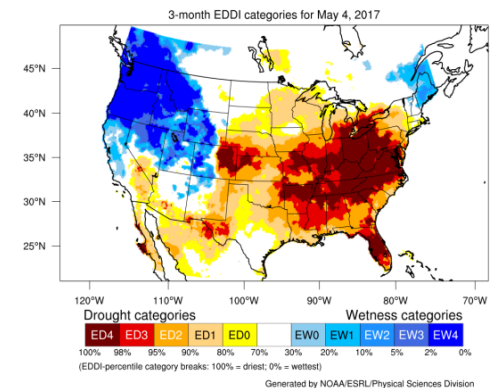 3-month EDDI categories for May 4, 2017
45°N
40°N
35°N
30°N
25°N
120°W 110°W 100°W 90°W 80°W 70°W
Drought categories Wetness categories
ED4 ED3 ED2 ED1 ED0 EW0 EW1 EW2 EW3 EW4
100% 98% 95% 90% 80% 70% 30% 20% 10% 5% 2% 0%
(EDDI-percentile category breaks: 100% = driest; 0% = wettest)
Generated by NOAA/ESRL/Physical Sciences Division